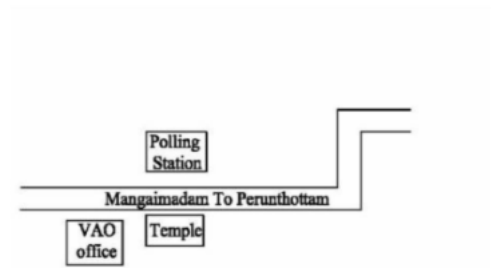 Polling
Station
Mangaimadam To Perunthottam
VAO
office
Temple